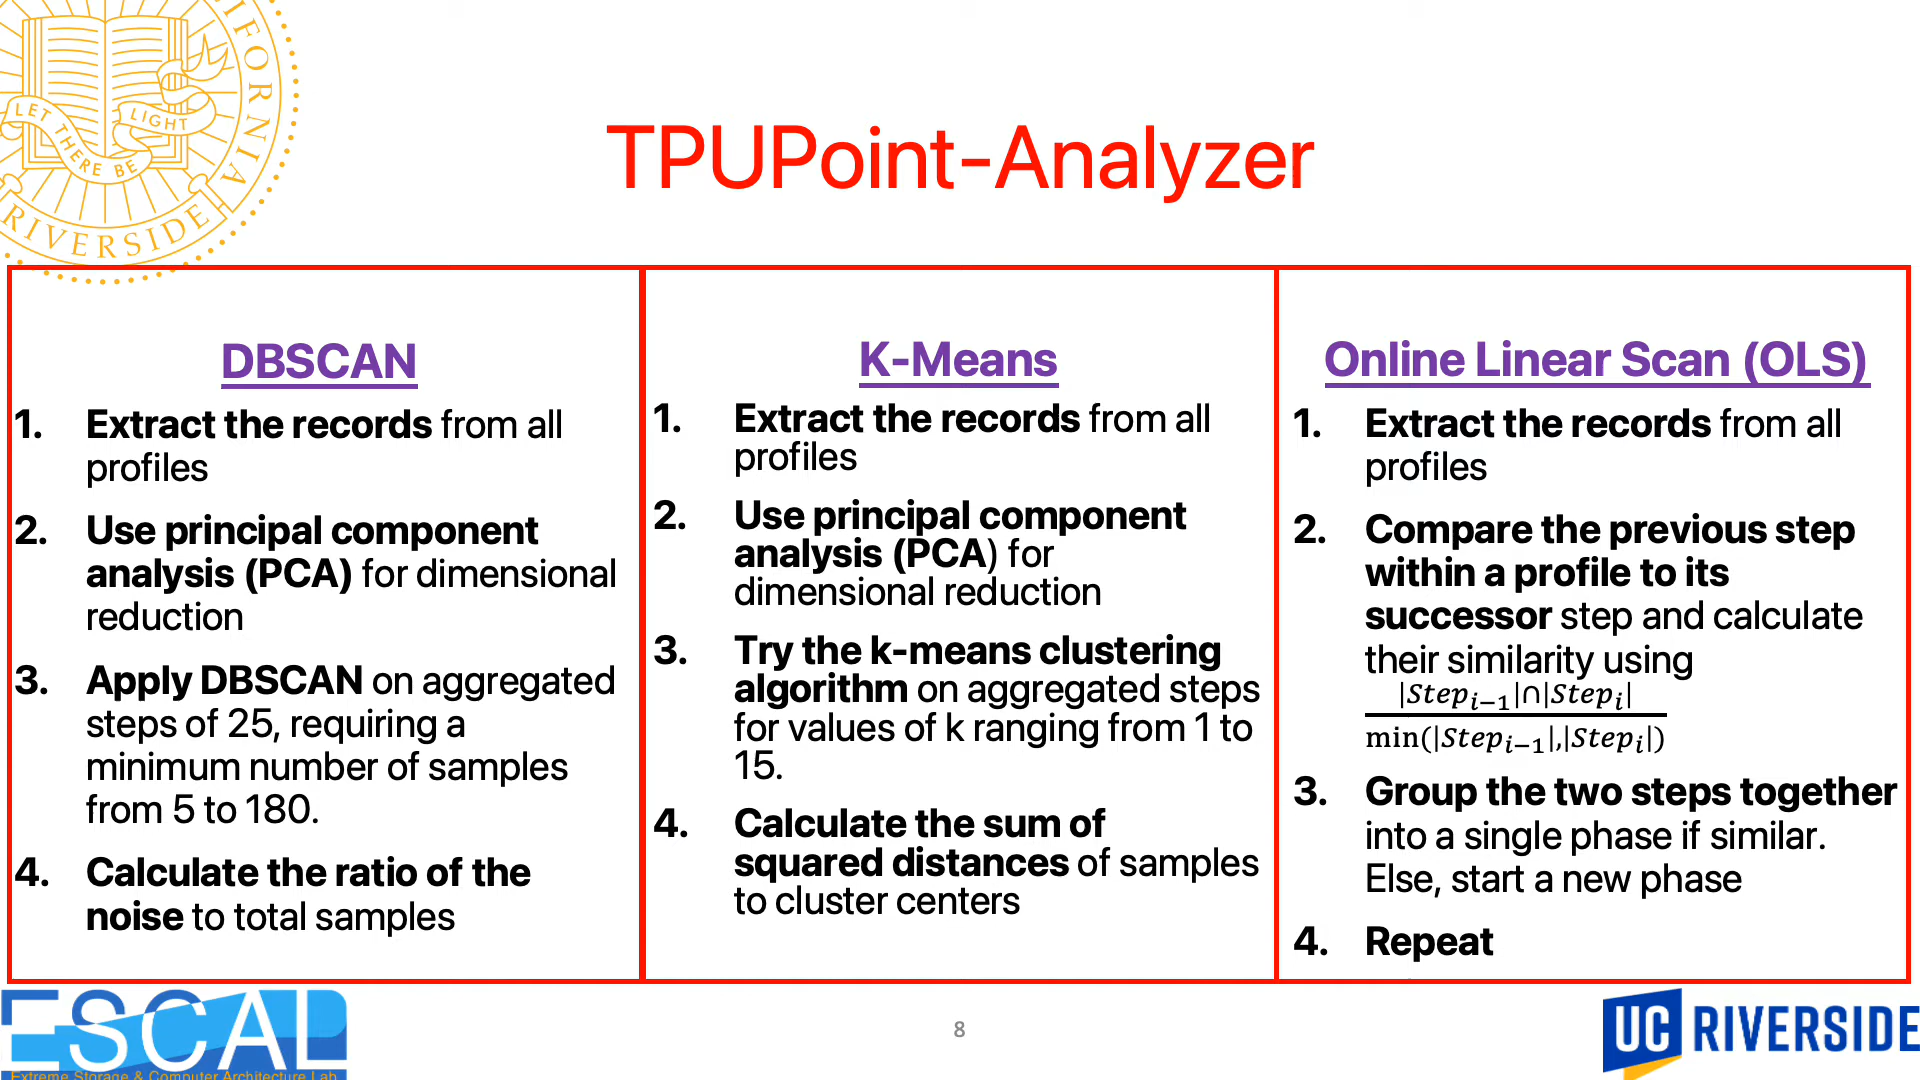 IFORNIA
LET THERE BE
LIGHT
RIVERSIDE
TPUPoint-Analyzer
DBSCAN
1. Extract the records from all
profiles
2. Use principal component
analysis (PCA) for dimensional
reduction
3. Apply DBSCAN on aggregated
steps of 25, requiring a
minimum number of samples
from 5 to 180.
4. Calculate the ratio of the
noise to total samples
K-Means
1. Extract the records from all
profiles
2. Use principal component
analysis (PCA) for
dimensional reduction
3. Try the k-means clustering
algorithm on aggregated steps
for values of k ranging from 1 to
15.
4. Calculate the sum of
squared distances of samples
to cluster centers
Online Linear Scan (OLS)
1. Extract the records from all
profiles
2. Compare the previous step
within a profile to its
successor step and calculate
their similarity using
|Step_{i−1}|∩|Step_i|
min(|Step_{i−1}|,|Step_i|)
3. Group the two steps together
into a single phase if similar.
Else, start a new phase
4. Repeat
ESCAL
Extreme Storage & Computer Architecture Lab
8
UC RIVERSIDE